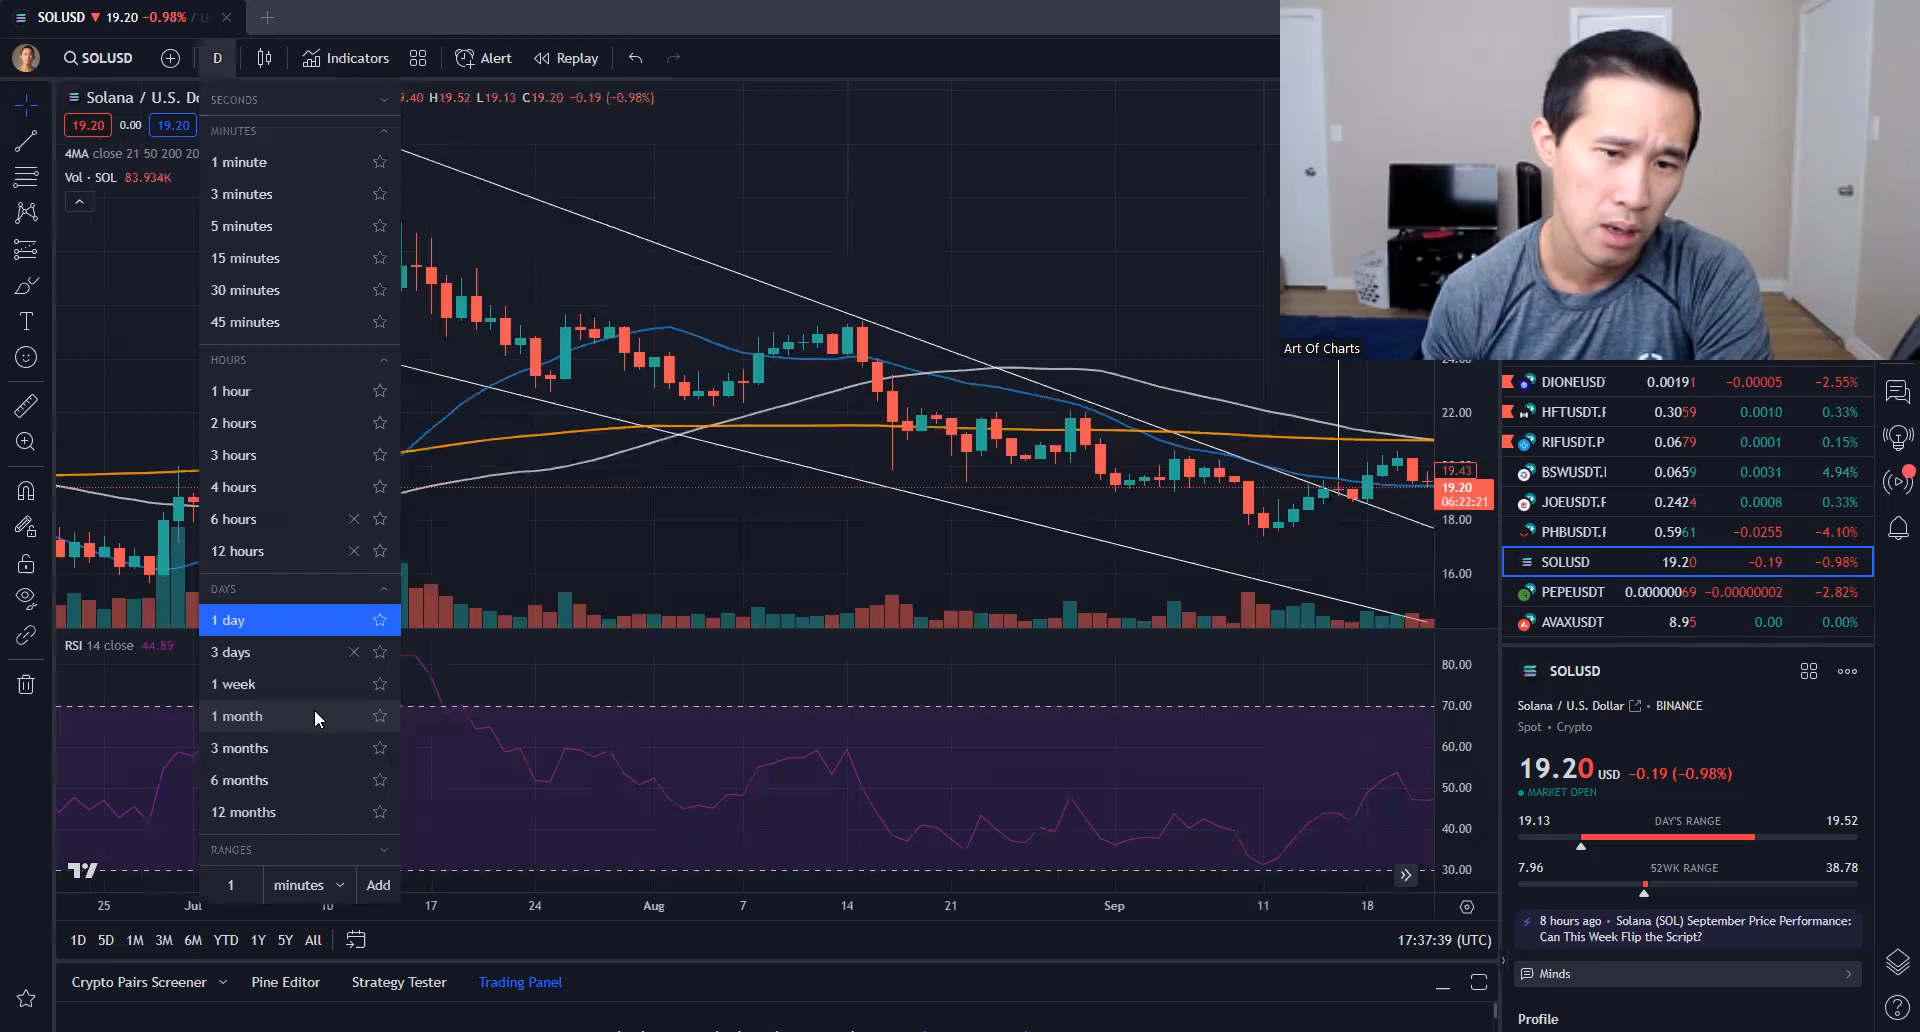 SOLUSD ▼ 19.20 −0.98% / U
SOLUSD
D
Indicators
Alert
Replay
Solana / U.S. Do
9.40 H19.52 L19.13 C19.20 −0.19 (−0.98%)
19.20 0.00 19.20
4MA close 21 50 200 20
Vol · SOL 83.934K
SECONDS
MINUTES
1 minute
3 minutes
5 minutes
15 minutes
30 minutes
45 minutes
HOURS
1 hour
2 hours
3 hours
4 hours
6 hours
12 hours
DAYS
1 day
3 days
1 week
1 month
3 months
6 months
12 months
RANGES
1 minutes Add
RSI 14 close 44.89
22.00
19.43
19.20
06:22:21
18.00
16.00
80.00
70.00
60.00
50.00
40.00
30.00
25 Jul 10 17 24 Aug 7 14 21 Sep 11 18
1D 5D 1M 3M 6M YTD 1Y 5Y All
17:37:39 (UTC)
Crypto Pairs Screener Pine Editor Strategy Tester Trading Panel
Art Of Charts
DIONEUSD 0.00191 −0.00005 −2.55%
HFTUSDT.F 0.3059 0.0010 0.33%
RIFUSDT.P 0.0679 0.0001 0.15%
BSWUSDT.I 0.0659 0.0031 4.94%
JOEUSDT.F 0.2424 0.0008 0.33%
PHBUSDT.F 0.5961 −0.0255 −4.10%
SOLUSD 19.20 −0.19 −0.98%
PEPEUSDT 0.00000069 −0.00000002 −2.82%
AVAXUSDT 8.95 0.00 0.00%
SOLUSD
Solana / U.S. Dollar • BINANCE
Spot • Crypto
19.20 USD −0.19 (−0.98%)
MARKET OPEN
19.13 DAY'S RANGE 19.52
7.96 52WK RANGE 38.78
8 hours ago • Solana (SOL) September Price Performance:
Can This Week Flip the Script?
Minds
Profile